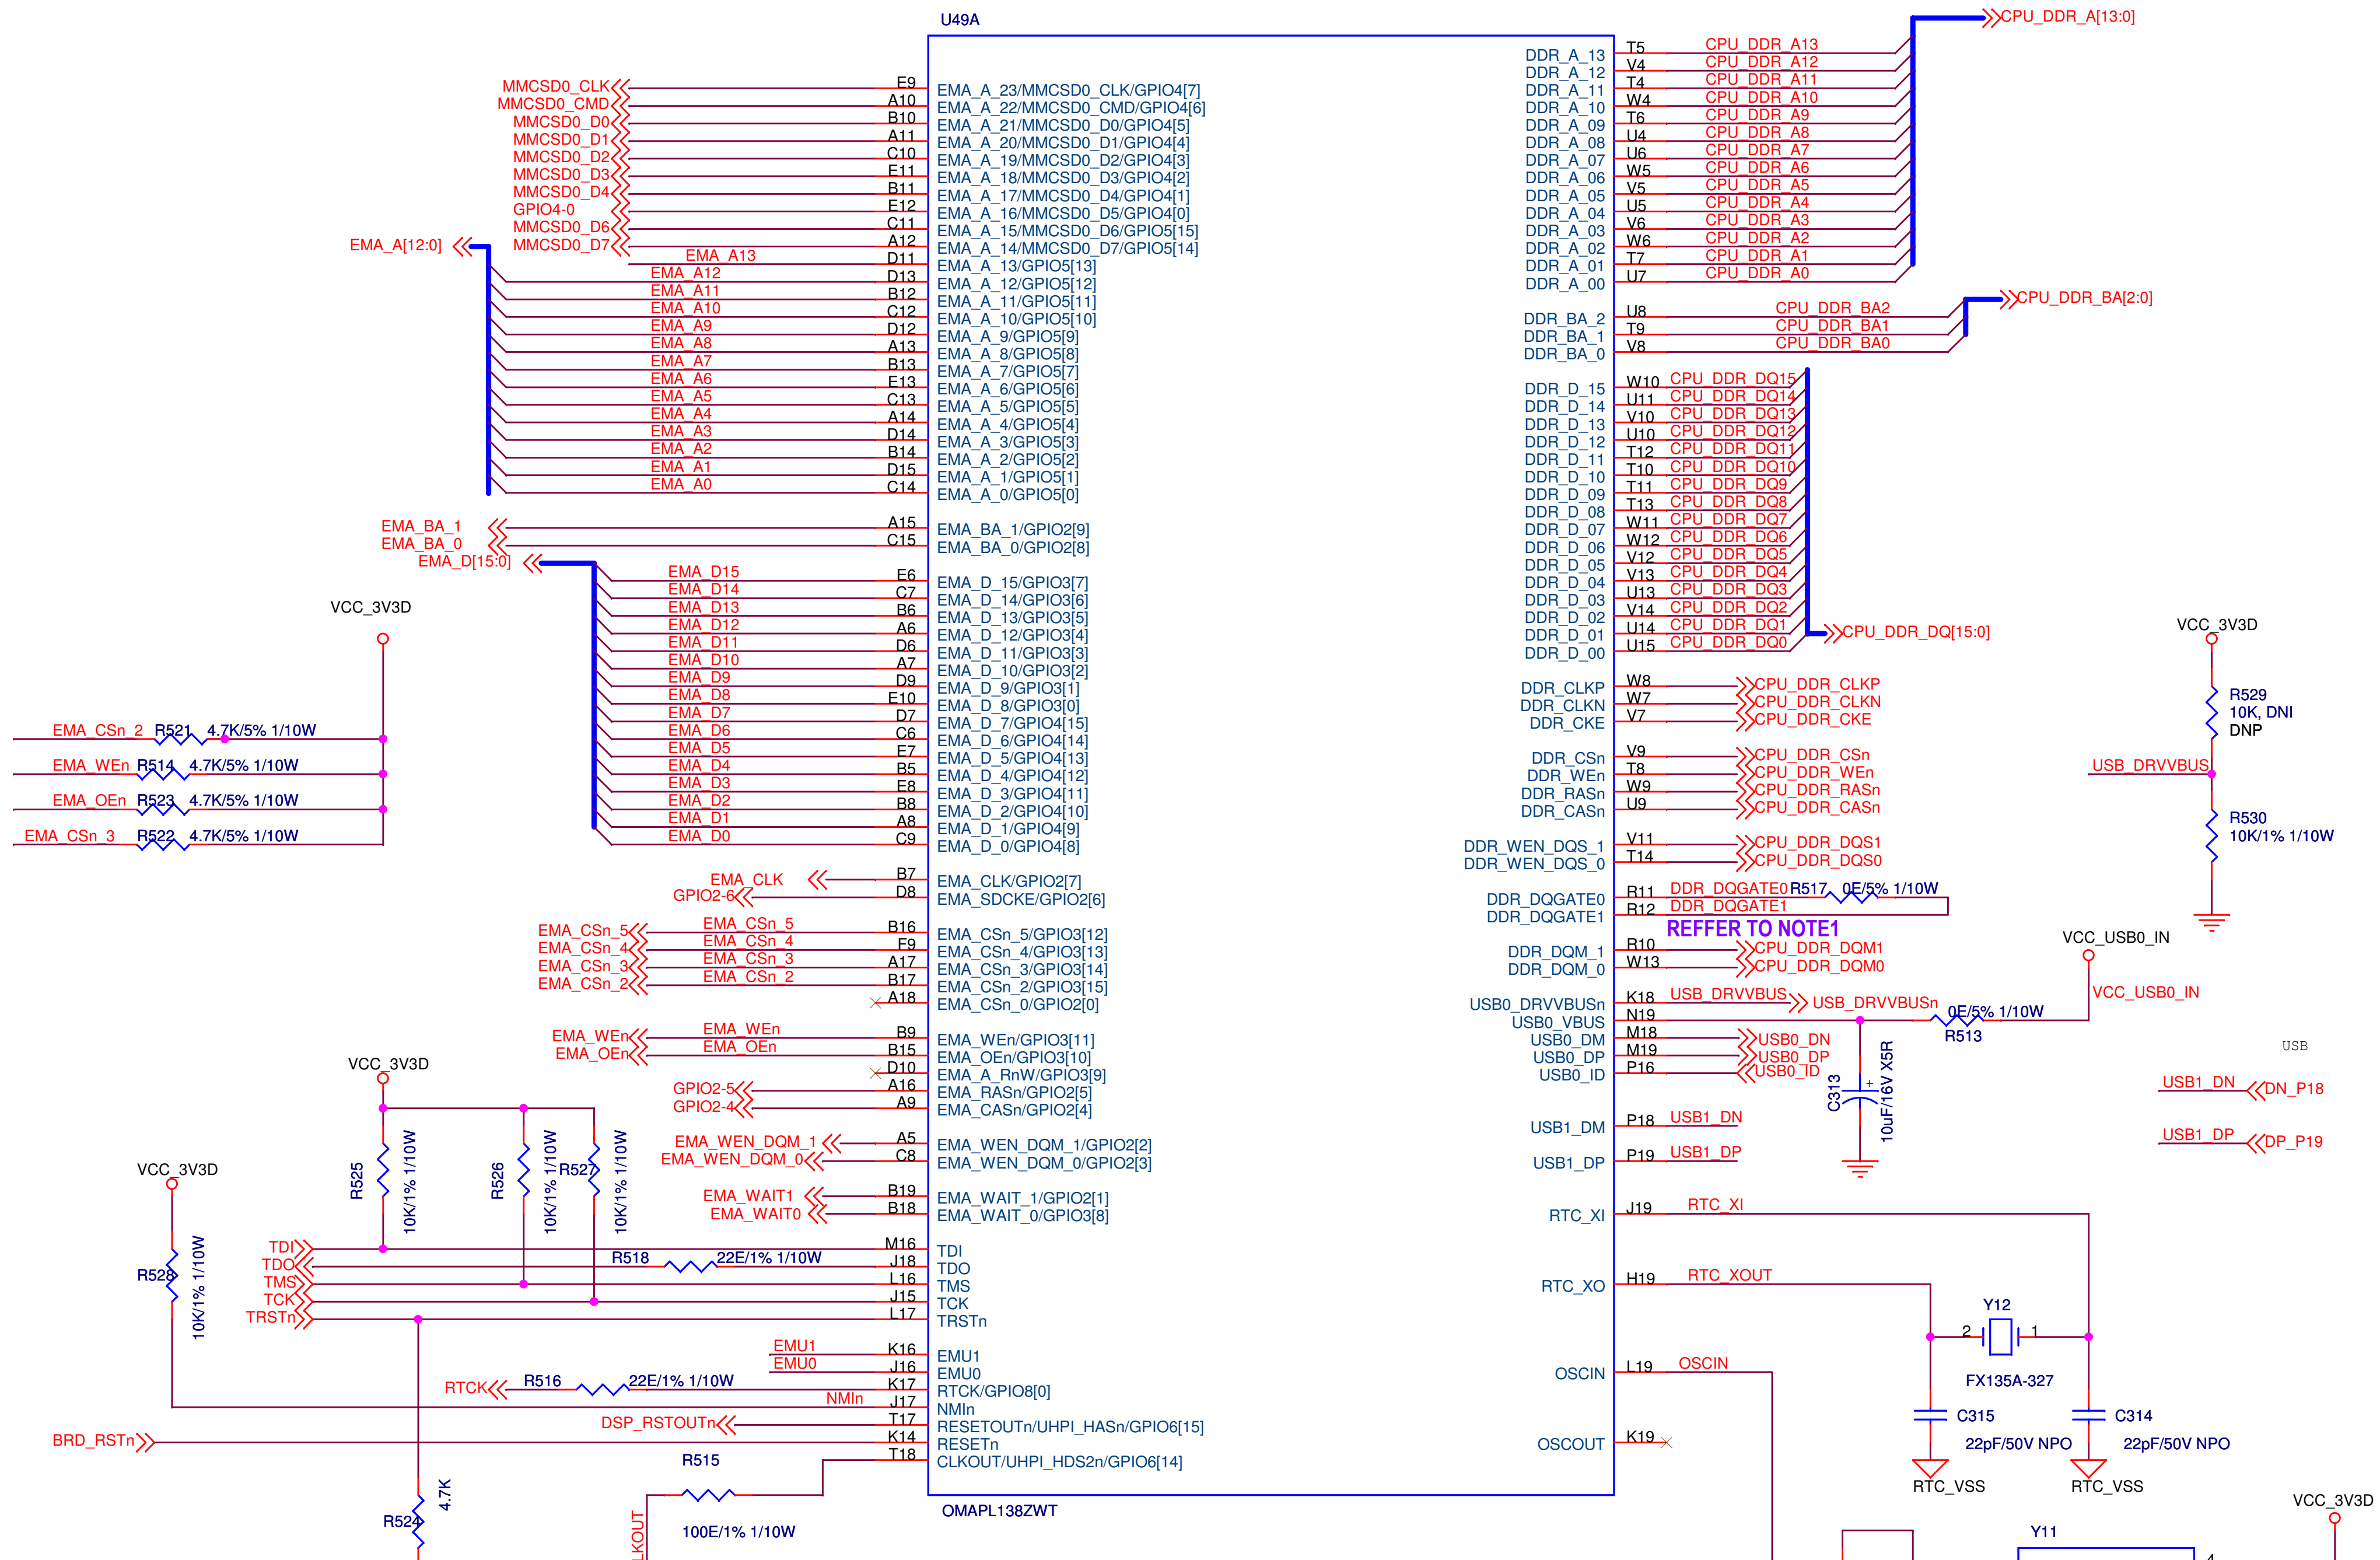 U49A
CPU_DDR_A[13:0]
MMCSD0_CLK E9 EMA_A_23/MMCSD0_CLK/GPIO4[7]
MMCSD0_CMD A10 EMA_A_22/MMCSD0_CMD/GPIO4[6]
MMCSD0_D0 B10 EMA_A_21/MMCSD0_D0/GPIO4[5]
MMCSD0_D1 A11 EMA_A_20/MMCSD0_D1/GPIO4[4]
MMCSD0_D2 C10 EMA_A_19/MMCSD0_D2/GPIO4[3]
MMCSD0_D3 E11 EMA_A_18/MMCSD0_D3/GPIO4[2]
MMCSD0_D4 B11 EMA_A_17/MMCSD0_D4/GPIO4[1]
GPIO4-0 E12 EMA_A_16/MMCSD0_D5/GPIO4[0]
MMCSD0_D6 C11 EMA_A_15/MMCSD0_D6/GPIO5[15]
MMCSD0_D7 A12 EMA_A_14/MMCSD0_D7/GPIO5[14]
EMA_A[12:0]
EMA_A13 D11 EMA_A_13/GPIO5[13]
EMA_A12 D13 EMA_A_12/GPIO5[12]
EMA_A11 B12 EMA_A_11/GPIO5[11]
EMA_A10 C12 EMA_A_10/GPIO5[10]
EMA_A9 D12 EMA_A_9/GPIO5[9]
EMA_A8 A13 EMA_A_8/GPIO5[8]
EMA_A7 B13 EMA_A_7/GPIO5[7]
EMA_A6 E13 EMA_A_6/GPIO5[6]
EMA_A5 C13 EMA_A_5/GPIO5[5]
EMA_A4 A14 EMA_A_4/GPIO5[4]
EMA_A3 D14 EMA_A_3/GPIO5[3]
EMA_A2 B14 EMA_A_2/GPIO5[2]
EMA_A1 D15 EMA_A_1/GPIO5[1]
EMA_A0 C14 EMA_A_0/GPIO5[0]
EMA_BA_1 A15 EMA_BA_1/GPIO2[9]
EMA_BA_0 C15 EMA_BA_0/GPIO2[8]
EMA_D[15:0]
EMA_D15 E6 EMA_D_15/GPIO3[7]
EMA_D14 C7 EMA_D_14/GPIO3[6]
EMA_D13 B6 EMA_D_13/GPIO3[5]
EMA_D12 A6 EMA_D_12/GPIO3[4]
EMA_D11 D6 EMA_D_11/GPIO3[3]
EMA_D10 A7 EMA_D_10/GPIO3[2]
EMA_D9 D9 EMA_D_9/GPIO3[1]
EMA_D8 E10 EMA_D_8/GPIO3[0]
EMA_D7 D7 EMA_D_7/GPIO4[15]
EMA_D6 C6 EMA_D_6/GPIO4[14]
EMA_D5 E7 EMA_D_5/GPIO4[13]
EMA_D4 B5 EMA_D_4/GPIO4[12]
EMA_D3 E8 EMA_D_3/GPIO4[11]
EMA_D2 B8 EMA_D_2/GPIO4[10]
EMA_D1 A8 EMA_D_1/GPIO4[9]
EMA_D0 C9 EMA_D_0/GPIO4[8]
VCC_3V3D
EMA_CSn_2 R521 4.7K/5% 1/10W
EMA_WEn R514 4.7K/5% 1/10W
EMA_OEn R523 4.7K/5% 1/10W
EMA_CSn_3 R522 4.7K/5% 1/10W
EMA_CLK B7 EMA_CLK/GPIO2[7]
GPIO2-6 D8 EMA_SDCKE/GPIO2[6]
EMA_CSn_5 EMA_CSn_5 B16 EMA_CSn_5/GPIO3[12]
EMA_CSn_4 EMA_CSn_4 F9 EMA_CSn_4/GPIO3[13]
EMA_CSn_3 EMA_CSn_3 A17 EMA_CSn_3/GPIO3[14]
EMA_CSn_2 EMA_CSn_2 B17 EMA_CSn_2/GPIO3[15]
A18 EMA_CSn_0/GPIO2[0]
EMA_WEn EMA_WEn B9 EMA_WEn/GPIO3[11]
EMA_OEn EMA_OEn B15 EMA_OEn/GPIO3[10]
D10 EMA_A_RnW/GPIO3[9]
GPIO2-5 A16 EMA_RASn/GPIO2[5]
GPIO2-4 A9 EMA_CASn/GPIO2[4]
EMA_WEN_DQM_1 A5 EMA_WEN_DQM_1/GPIO2[2]
EMA_WEN_DQM_0 C8 EMA_WEN_DQM_0/GPIO2[3]
EMA_WAIT1 B19 EMA_WAIT_1/GPIO2[1]
EMA_WAIT0 B18 EMA_WAIT_0/GPIO3[8]
VCC_3V3D
R525 10K/1% 1/10W
R526 10K/1% 1/10W
R527 10K/1% 1/10W
VCC_3V3D
R528 10K/1% 1/10W
TDI M16 TDI
TDO R518 22E/1% 1/10W J18 TDO
TMS L16 TMS
TCK J15 TCK
TRSTn L17 TRSTn
EMU1 K16 EMU1
EMU0 J16 EMU0
RTCK R516 22E/1% 1/10W K17 RTCK/GPIO8[0]
NMIn J17 NMIn
DSP_RSTOUTn T17 RESETOUTn/UHPI_HASn/GPIO6[15]
BRD_RSTn K14 RESETn
T18 CLKOUT/UHPI_HDS2n/GPIO6[14]
R515
100E/1% 1/10W
LKOUT
R524 4.7K
OMAPL138ZWT
DDR_A_13 T5 CPU_DDR_A13
DDR_A_12 V4 CPU_DDR_A12
DDR_A_11 T4 CPU_DDR_A11
DDR_A_10 W4 CPU_DDR_A10
DDR_A_09 T6 CPU_DDR_A9
DDR_A_08 U4 CPU_DDR_A8
DDR_A_07 U6 CPU_DDR_A7
DDR_A_06 W5 CPU_DDR_A6
DDR_A_05 V5 CPU_DDR_A5
DDR_A_04 U5 CPU_DDR_A4
DDR_A_03 V6 CPU_DDR_A3
DDR_A_02 W6 CPU_DDR_A2
DDR_A_01 T7 CPU_DDR_A1
DDR_A_00 U7 CPU_DDR_A0
CPU_DDR_BA[2:0]
DDR_BA_2 U8 CPU_DDR_BA2
DDR_BA_1 T9 CPU_DDR_BA1
DDR_BA_0 V8 CPU_DDR_BA0
DDR_D_15 W10 CPU_DDR_DQ15
DDR_D_14 U11 CPU_DDR_DQ14
DDR_D_13 V10 CPU_DDR_DQ13
DDR_D_12 U10 CPU_DDR_DQ12
DDR_D_11 T12 CPU_DDR_DQ11
DDR_D_10 T10 CPU_DDR_DQ10
DDR_D_09 T11 CPU_DDR_DQ9
DDR_D_08 T13 CPU_DDR_DQ8
DDR_D_07 W11 CPU_DDR_DQ7
DDR_D_06 W12 CPU_DDR_DQ6
DDR_D_05 V12 CPU_DDR_DQ5
DDR_D_04 V13 CPU_DDR_DQ4
DDR_D_03 U13 CPU_DDR_DQ3
DDR_D_02 V14 CPU_DDR_DQ2
DDR_D_01 U14 CPU_DDR_DQ1
DDR_D_00 U15 CPU_DDR_DQ0
CPU_DDR_DQ[15:0]
DDR_CLKP W8 CPU_DDR_CLKP
DDR_CLKN W7 CPU_DDR_CLKN
DDR_CKE V7 CPU_DDR_CKE
DDR_CSn V9 CPU_DDR_CSn
DDR_WEn T8 CPU_DDR_WEn
DDR_RASn W9 CPU_DDR_RASn
DDR_CASn U9 CPU_DDR_CASn
DDR_WEN_DQS_1 V11 CPU_DDR_DQS1
DDR_WEN_DQS_0 T14 CPU_DDR_DQS0
DDR_DQGATE0 R11 DDR_DQGATE0 R517 0E/5% 1/10W
DDR_DQGATE1 R12 DDR_DQGATE1
REFFER TO NOTE1
DDR_DQM_1 R10 CPU_DDR_DQM1
DDR_DQM_0 W13 CPU_DDR_DQM0
USB0_DRVVBUSn K18 USB_DRVVBUS USB_DRVVBUSn
USB0_VBUS N19 0E/5% 1/10W
R513
USB0_DM M18 USB0_DN
USB0_DP M19 USB0_DP
USB0_ID P16 USB0_ID
C313 + 10uF/16V X5R
USB1_DM P18 USB1_DN
USB1_DP P19 USB1_DP
VCC_3V3D
R529
10K, DNI
DNP
USB_DRVVBUS
R530
10K/1% 1/10W
VCC_USB0_IN
VCC_USB0_IN
USB
USB1_DN DN_P18
USB1_DP DP_P19
RTC_XI J19 RTC_XI
RTC_XO H19 RTC_XOUT
Y12
2 1
FX135A-327
OSCIN L19 OSCIN
C315 C314
22pF/50V NPO 22pF/50V NPO
OSCOUT K19
RTC_VSS RTC_VSS
VCC_3V3D
Y11
4